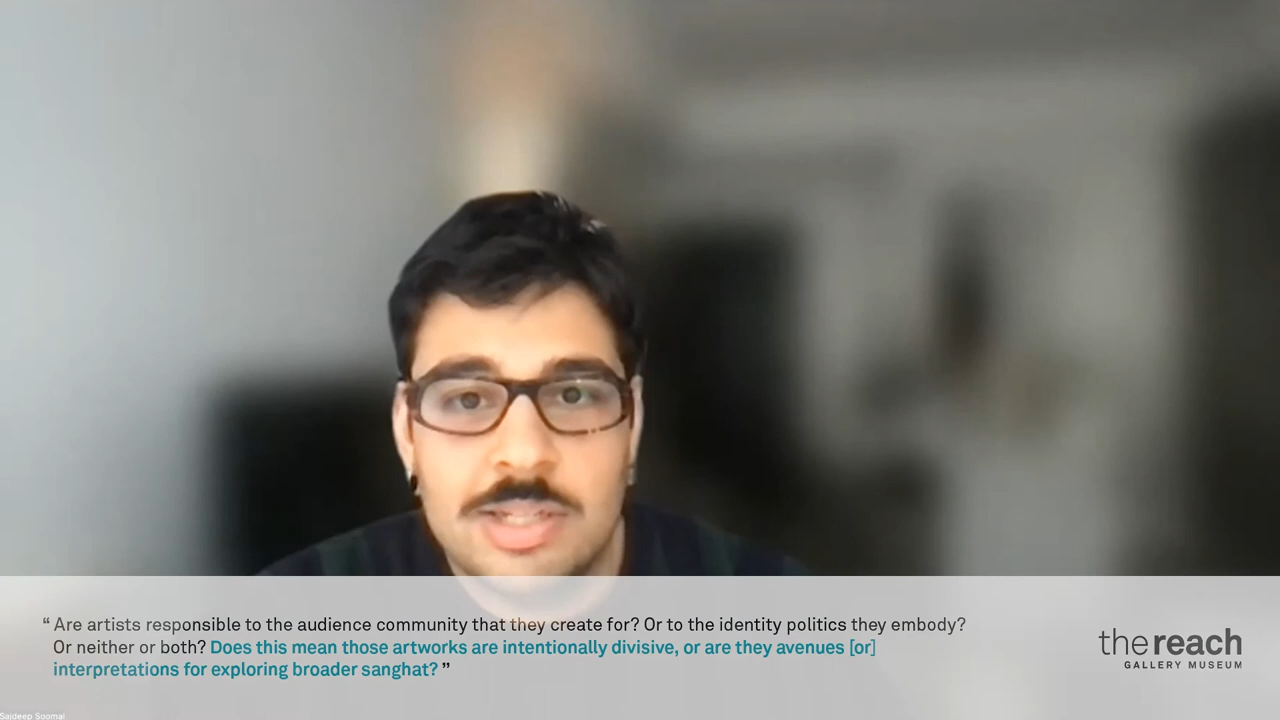 “ Are artists responsible to the audience community that they create for? Or to the identity politics they embody?
Or neither or both? Does this mean those artworks are intentionally divisive, or are they avenues [or]
interpretations for exploring broader sanghat? ”
the reach
GALLERY MUSEUM
Sajdeep Soomal